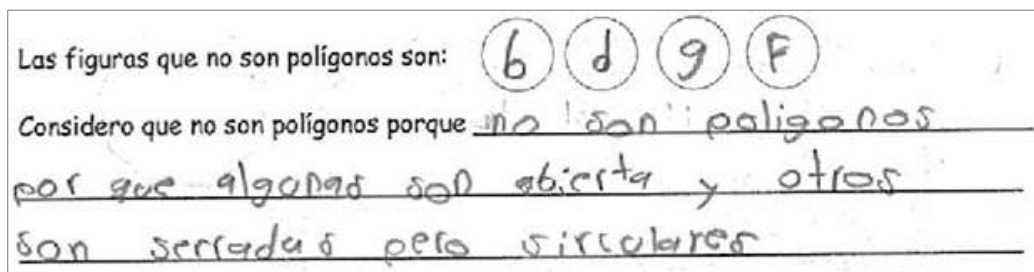 Las figuras que no son polígonos son: b d g F
Considero que no son polígonos porque no son poligonos
por que algunas son abierta y otros
son serradas pero sirculares